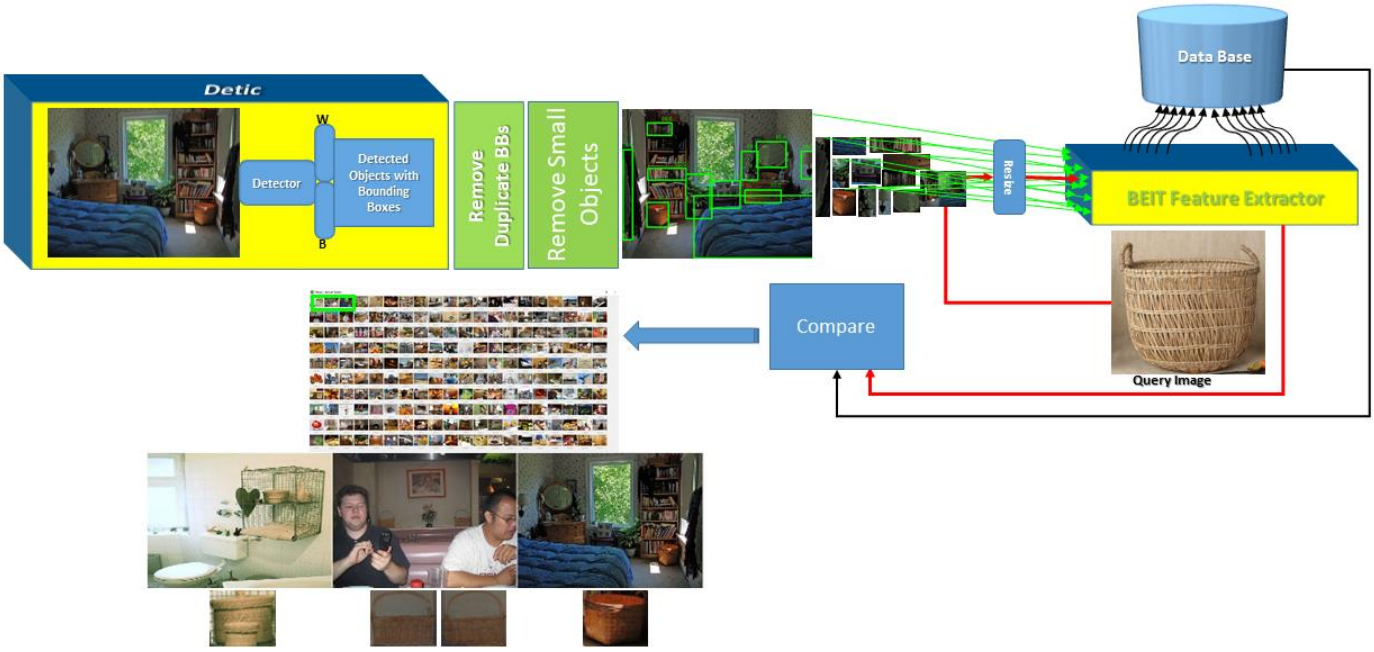 Detic
W
Detector
Detected
Objects with
Bounding
Boxes
B
Remove
Duplicate BBs
Remove Small
Objects
Resize
Data Base
BEIT Feature Extractor
Query Image
Compare